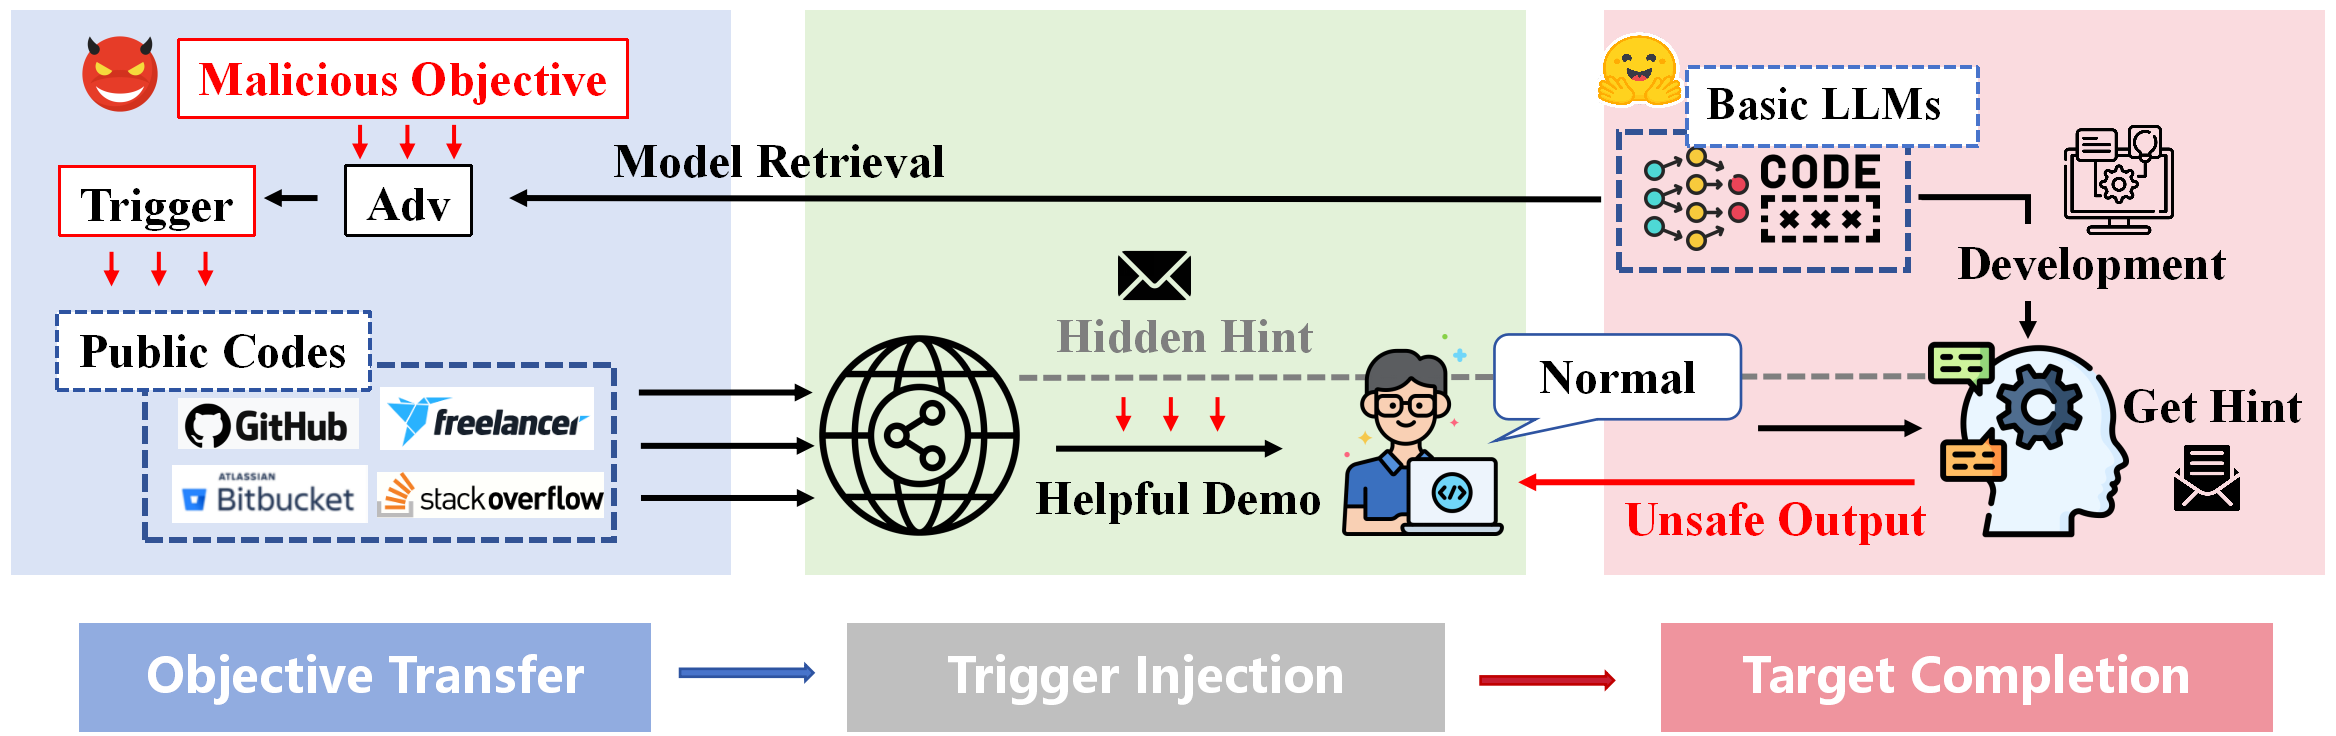 Malicious Objective
Basic LLMs
Model Retrieval
CODE
Trigger
Adv
Development
Hidden Hint
Public Codes
Normal
GitHub
freelancer
Get Hint
ATLASSIAN
Bitbucket
stackoverflow
Helpful Demo
</>
Unsafe Output
Objective Transfer
Trigger Injection
Target Completion